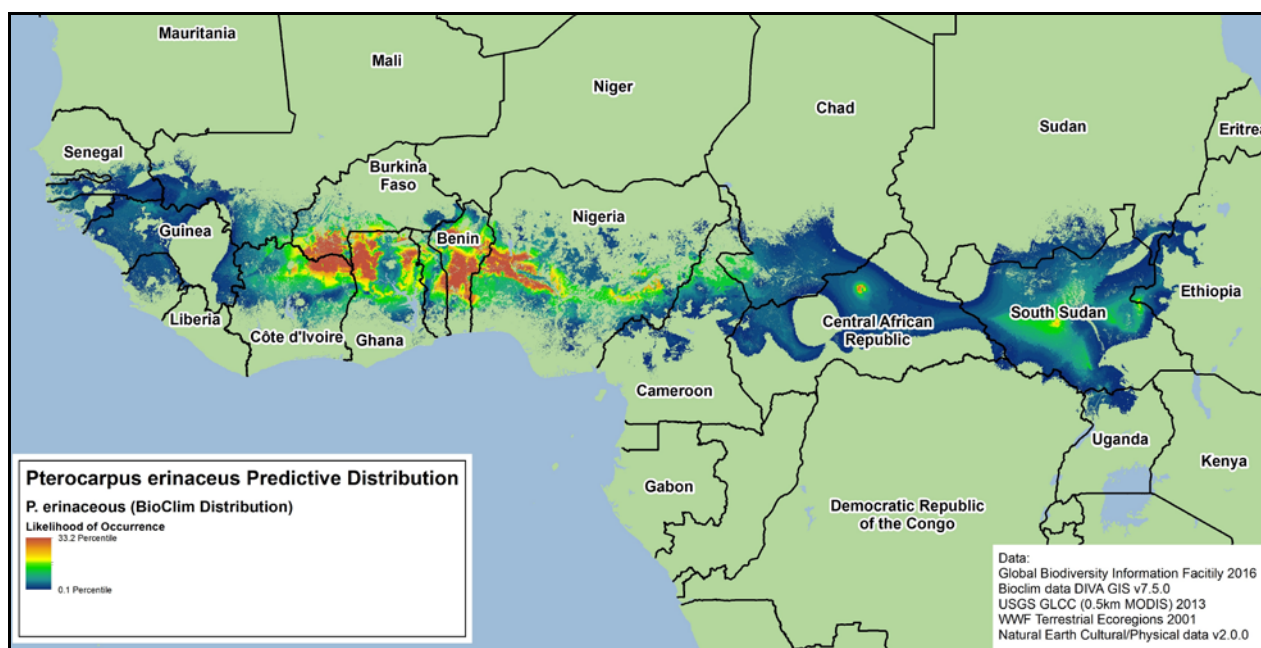 Mauritania
Mali
Niger
Chad
Sudan
Eritrea
Senegal
Burkina
Faso
Guinea
Benin
Nigeria
Ethiopia
South Sudan
Liberia
Côte d'Ivoire
Ghana
Central African
Republic
Cameroon
Uganda
Kenya
Gabon
Democratic Republic
of the Congo
Pterocarpus erinaceus Predictive Distribution
P. erinaceous (BioClim Distribution)
Likelihood of Occurrence
33.2 Percentile
0.1 Percentile
Data:
Global Biodiversity Information Facitily 2016
Bioclim data DIVA GIS v7.5.0
USGS GLCC (0.5km MODIS) 2013
WWF Terrestrial Ecoregions 2001
Natural Earth Cultural/Physical data v2.0.0